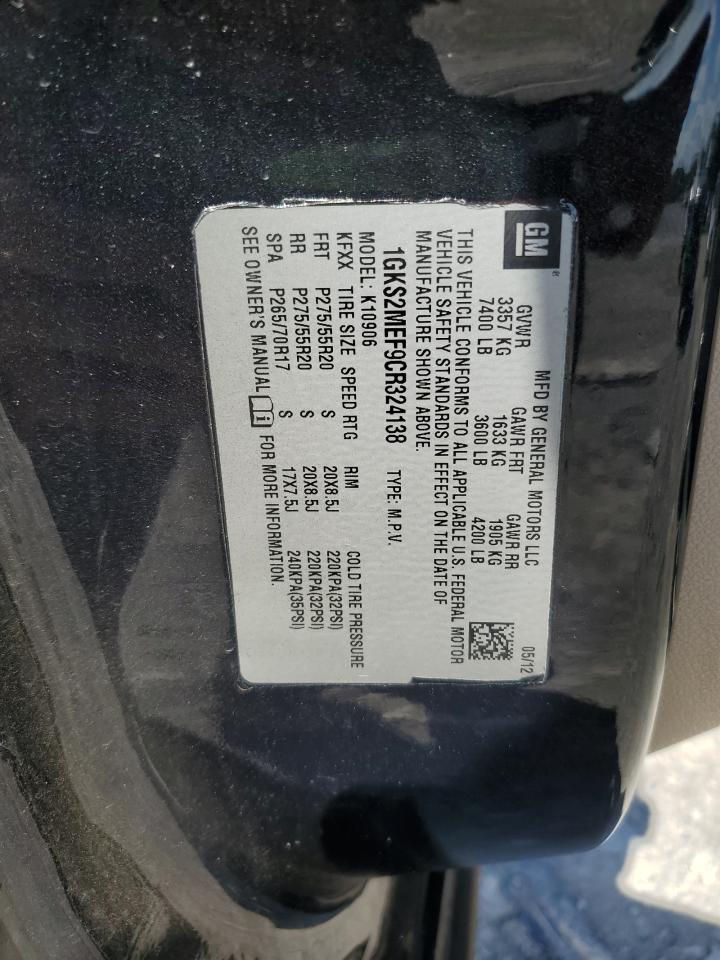 GM
MFD BY GENERAL MOTORS LLC 05/12
GVWR GAWR FRT GAWR RR
3357 KG 1633 KG 1905 KG
7400 LB 3600 LB 4200 LB
THIS VEHICLE CONFORMS TO ALL APPLICABLE U.S. FEDERAL MOTOR
VEHICLE SAFETY STANDARDS IN EFFECT ON THE DATE OF
MANUFACTURE SHOWN ABOVE.
1GKS2MEF9CR324138 TYPE: M.P.V.
MODEL: K10906
KFXX TIRE SIZE SPEED RTG RIM COLD TIRE PRESSURE
FRT P275/55R20 S 20X8.5J 220KPA(32PSI)
RR P275/55R20 S 20X8.5J 220KPA(32PSI)
SPA P265/70R17 S 17X7.5J 240KPA(35PSI)
SEE OWNER'S MANUAL i FOR MORE INFORMATION.